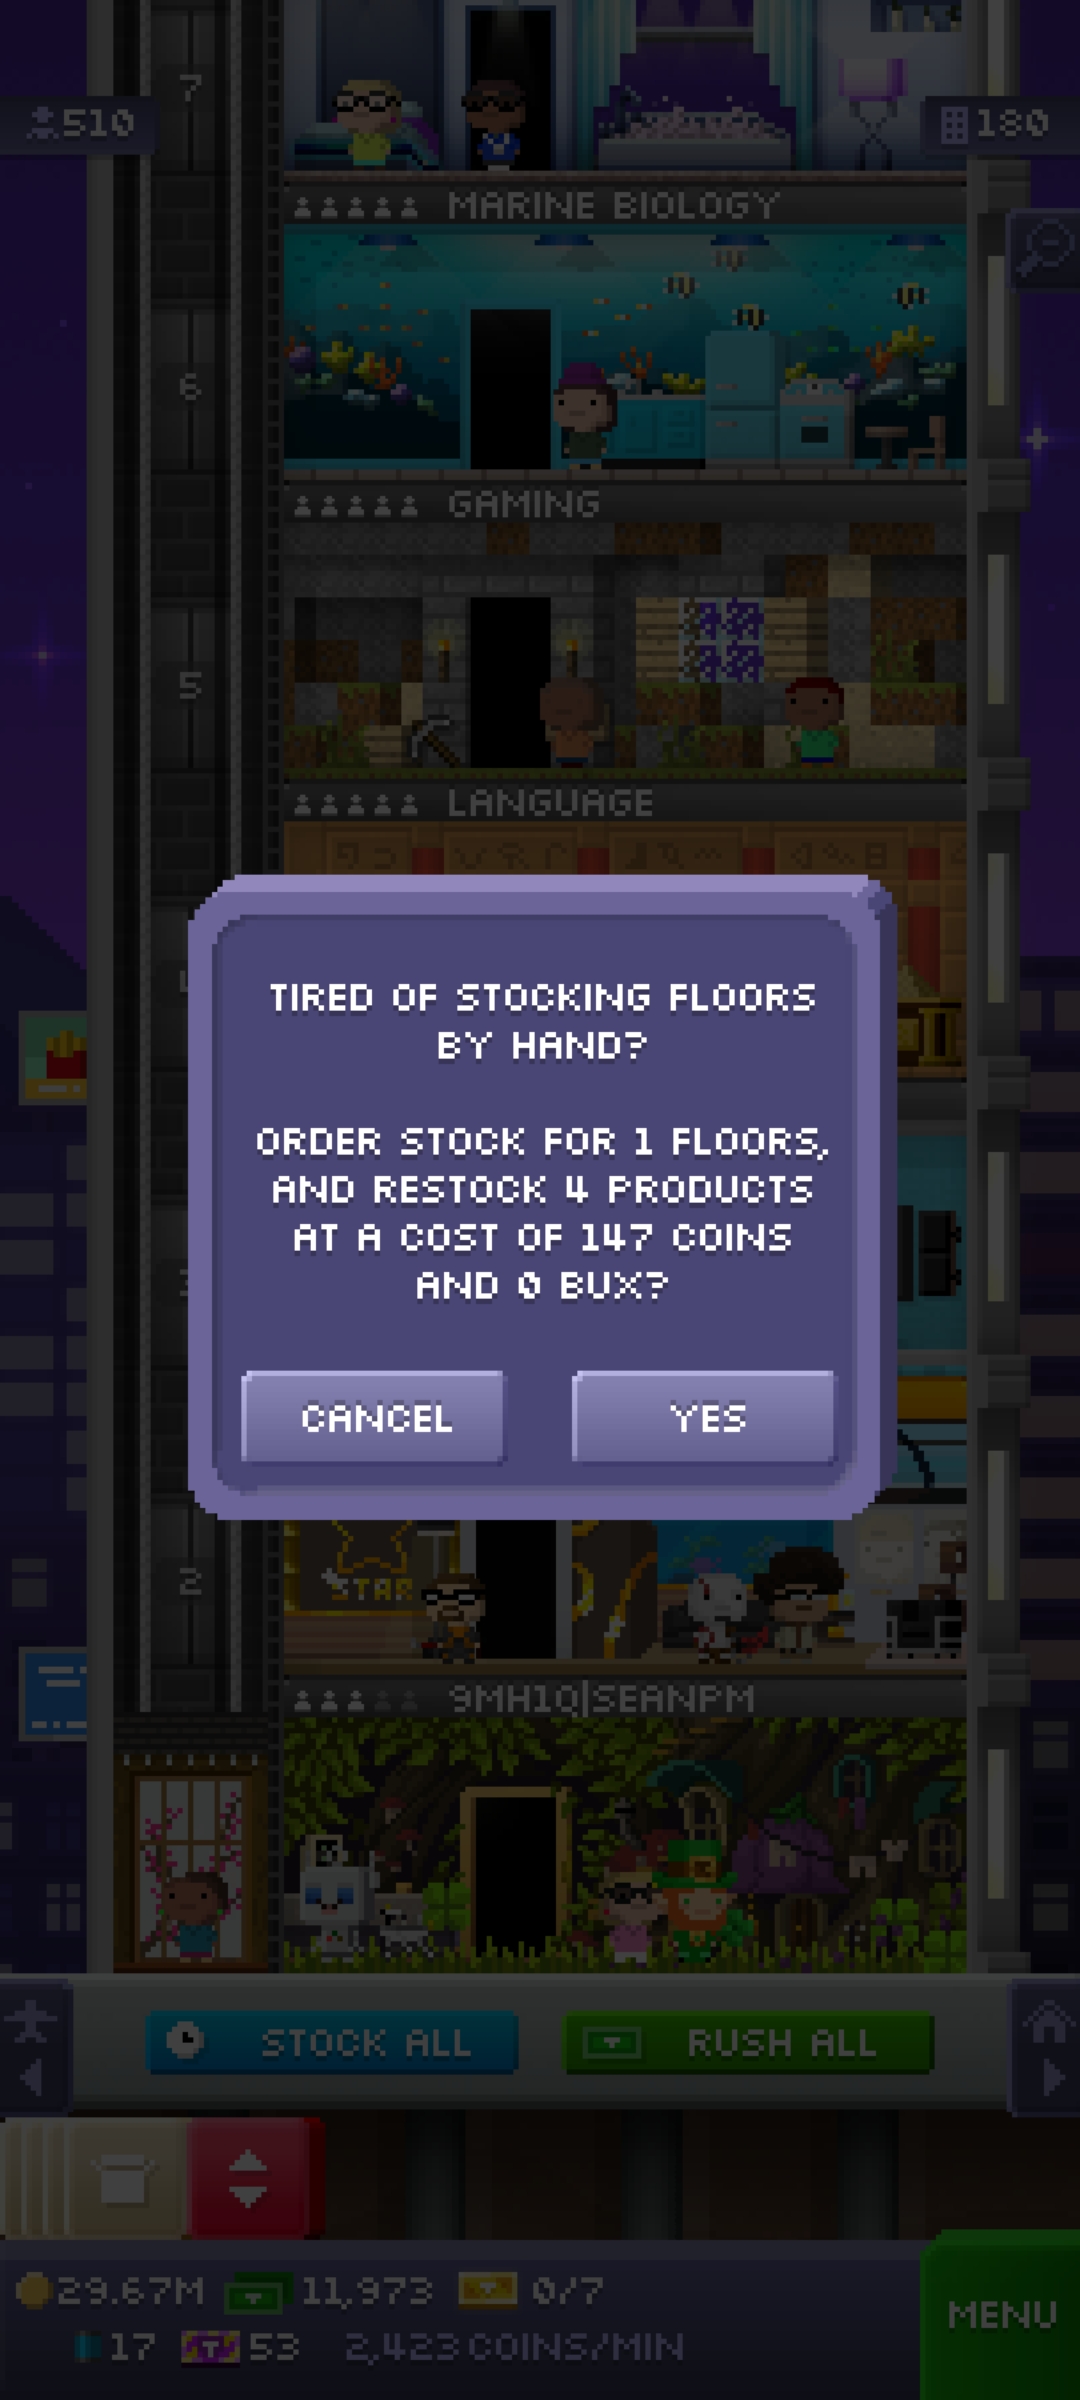 7
510
180
MARINE BIOLOGY
6
GAMING
5
LANGUAGE
TIRED OF STOCKING FLOORS
BY HAND?
ORDER STOCK FOR 1 FLOORS,
AND RESTOCK 4 PRODUCTS
AT A COST OF 147 COINS
AND 0 BUX?
CANCEL
YES
STAR
2
9MH1Q|SEANPM
STOCK ALL
RUSH ALL
29.67M
11,973
0/7
MENU
17
53
2,423 COINS/MIN